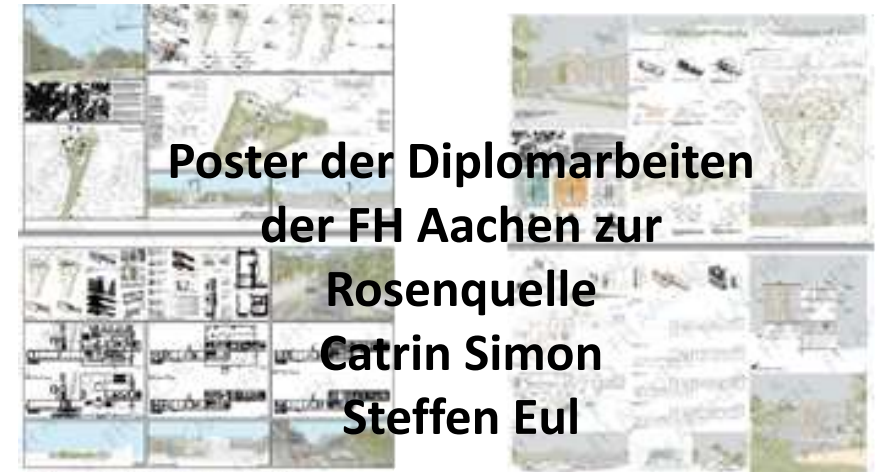 Poster der Diplomarbeiten
der FH Aachen zur
Rosenquelle
Catrin Simon
Steffen Eul